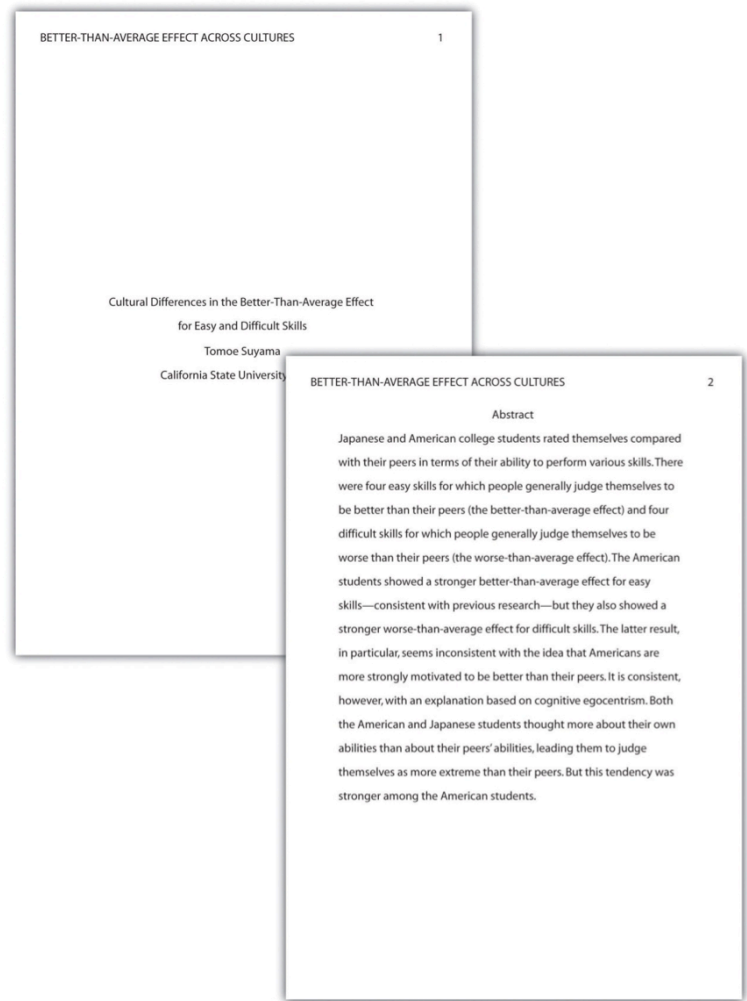 BETTER-THAN-AVERAGE EFFECT ACROSS CULTURES 1
Cultural Differences in the Better-Than-Average Effect
for Easy and Difficult Skills
Tomoe Suyama
California State University
BETTER-THAN-AVERAGE EFFECT ACROSS CULTURES 2
Abstract
Japanese and American college students rated themselves compared
with their peers in terms of their ability to perform various skills. There
were four easy skills for which people generally judge themselves to
be better than their peers (the better-than-average effect) and four
difficult skills for which people generally judge themselves to be
worse than their peers (the worse-than-average effect). The American
students showed a stronger better-than-average effect for easy
skills—consistent with previous research—but they also showed a
stronger worse-than-average effect for difficult skills. The latter result,
in particular, seems inconsistent with the idea that Americans are
more strongly motivated to be better than their peers. It is consistent,
however, with an explanation based on cognitive egocentrism. Both
the American and Japanese students thought more about their own
abilities than about their peers' abilities, leading them to judge
themselves as more extreme than their peers. But this tendency was
stronger among the American students.